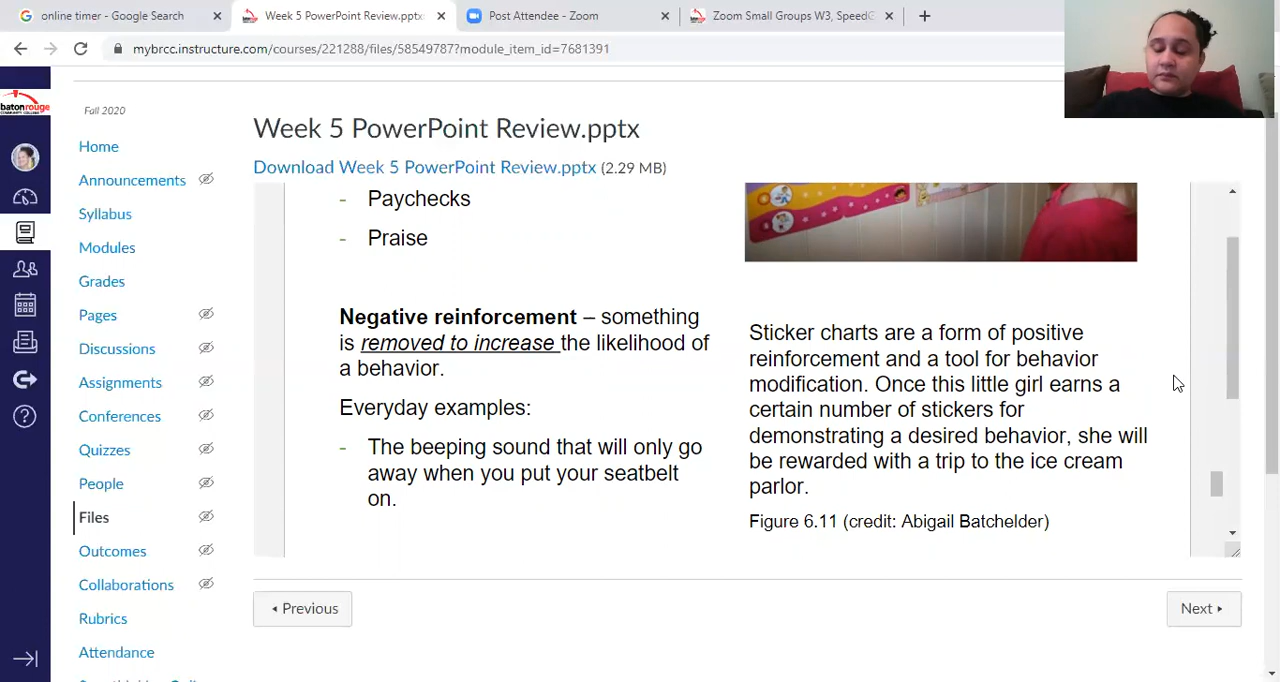 online timer - Google Search
Week 5 PowerPoint Review.pptx
Post Attendee - Zoom
Zoom Small Groups W3, SpeedG
mybrcc.instructure.com/courses/221288/files/58549787?module_item_id=7681391
baton rouge
COMMUNITY COLLEGE
Fall 2020
Home
Announcements
Syllabus
Modules
Grades
Pages
Discussions
Assignments
Conferences
Quizzes
People
Files
Outcomes
Collaborations
Rubrics
Attendance
Week 5 PowerPoint Review.pptx
Download Week 5 PowerPoint Review.pptx (2.29 MB)
- Paychecks
- Praise
Negative reinforcement – something
is removed to increase the likelihood of
a behavior.
Everyday examples:
- The beeping sound that will only go
away when you put your seatbelt
on.
Sticker charts are a form of positive
reinforcement and a tool for behavior
modification. Once this little girl earns a
certain number of stickers for
demonstrating a desired behavior, she will
be rewarded with a trip to the ice cream
parlor.
Figure 6.11 (credit: Abigail Batchelder)
Previous
Next